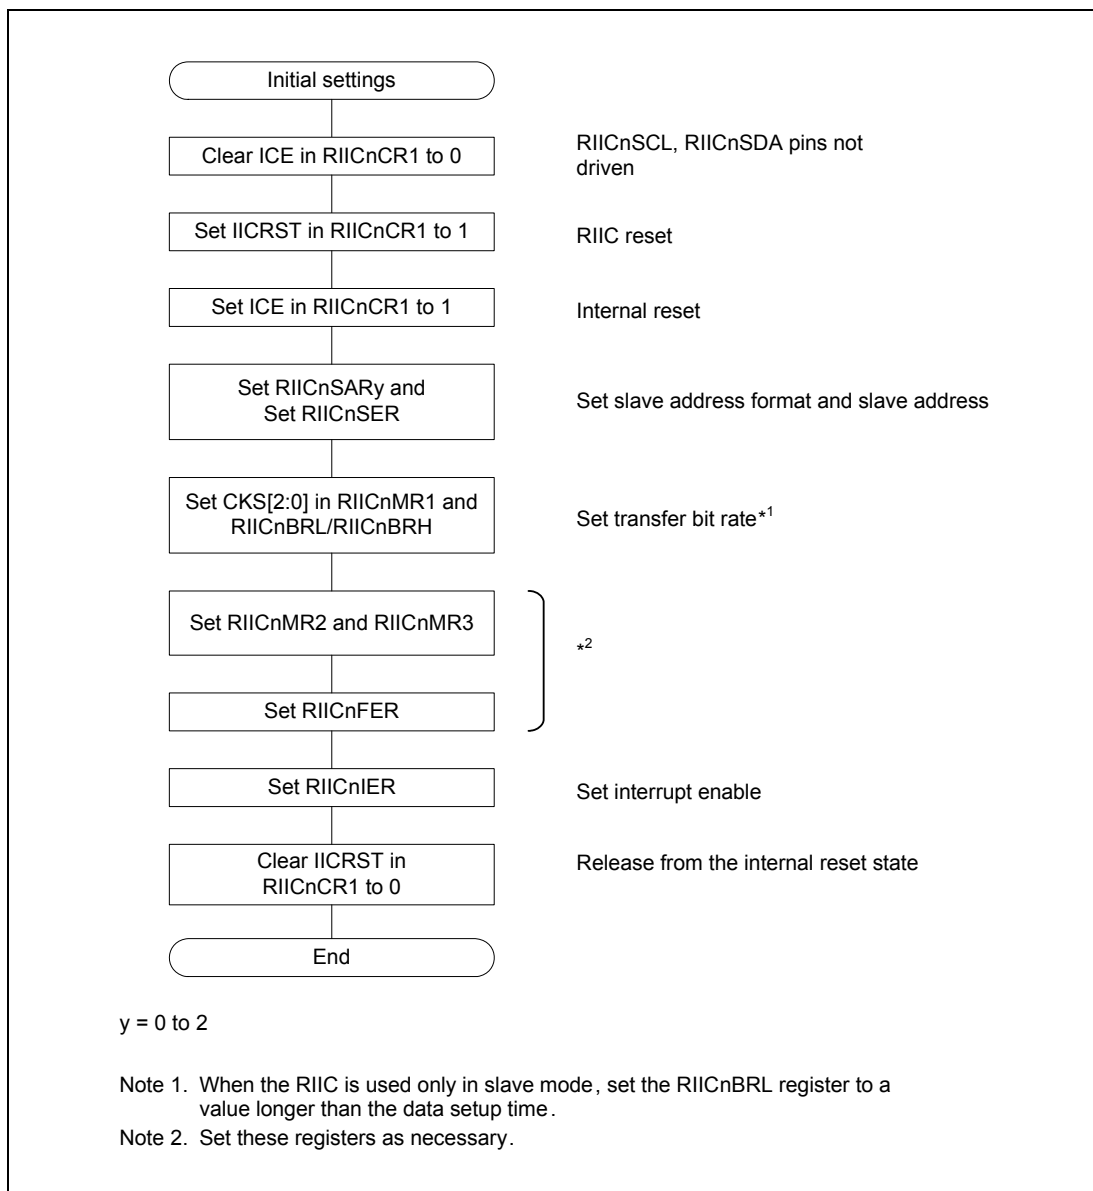 Initial settings
Clear ICE in RIICnCR1 to 0
RIICnSCL, RIICnSDA pins not
driven
Set IICRST in RIICnCR1 to 1
RIIC reset
Set ICE in RIICnCR1 to 1
Internal reset
Set RIICnSARy and
Set RIICnSER
Set slave address format and slave address
Set CKS[2:0] in RIICnMR1 and
RIICnBRL/RIICnBRH
Set transfer bit rate*1
Set RIICnMR2 and RIICnMR3
*2
Set RIICnFER
Set RIICnIER
Set interrupt enable
Clear IICRST in
RIICnCR1 to 0
Release from the internal reset state
End
y = 0 to 2
Note 1. When the RIIC is used only in slave mode, set the RIICnBRL register to a
value longer than the data setup time.
Note 2. Set these registers as necessary.